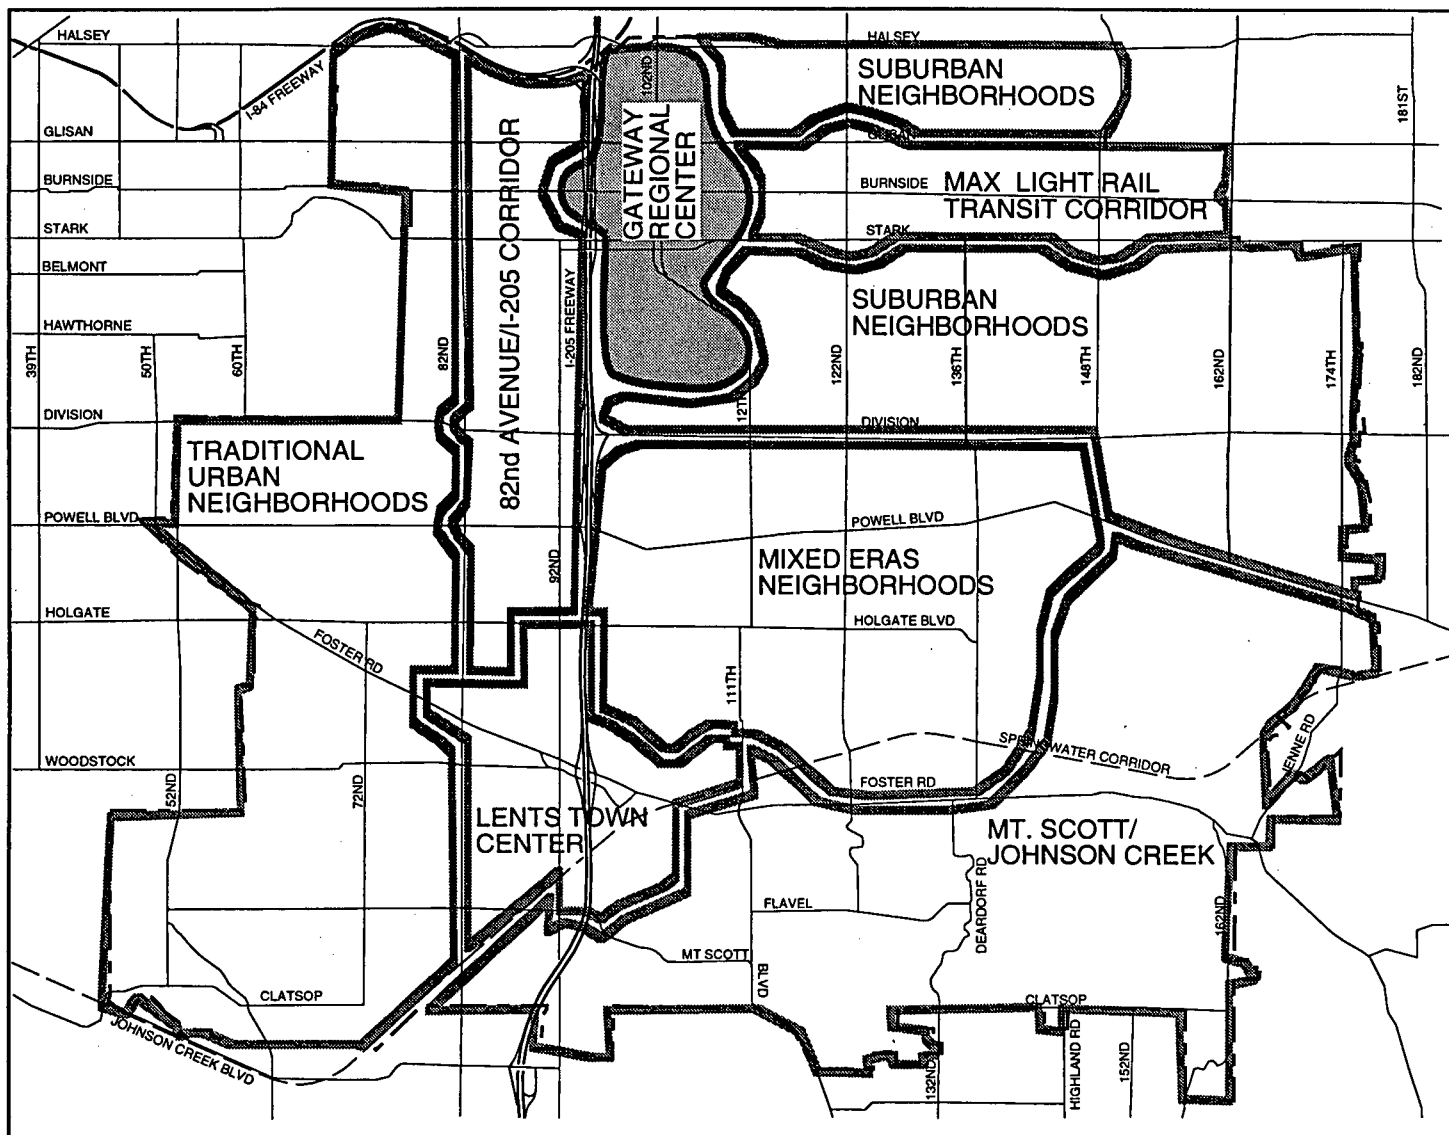 HALSEY
HALSEY
I-84 FREEWAY
102ND
SUBURBAN
NEIGHBORHOODS
181ST
GLISAN
82nd AVENUE/I-205 CORRIDOR
GATEWAY
REGIONAL
CENTER
BURNSIDE
BURNSIDE
MAX LIGHT RAIL
TRANSIT CORRIDOR
STARK
STARK
BELMONT
I-205 FREEWAY
SUBURBAN
NEIGHBORHOODS
HAWTHORNE
39TH
50TH
60TH
82ND
122ND
136TH
148TH
162ND
174TH
182ND
DIVISION
DIVISION
TRADITIONAL
URBAN
NEIGHBORHOODS
POWELL BLVD
POWELL BLVD
92ND
MIXED ERAS
NEIGHBORHOODS
HOLGATE
HOLGATE BLVD
FOSTER RD
111TH
JENNE RD
SPRINGWATER CORRIDOR
WOODSTOCK
52ND
72ND
FOSTER RD
LENTS TOWN
CENTER
MT. SCOTT/
JOHNSON CREEK
DEARDORF RD
FLAVEL
162ND
MT SCOTT
BLVD
CLATSOP
CLATSOP
JOHNSON CREEK BLVD
132ND
HIGHLAND RD
152ND